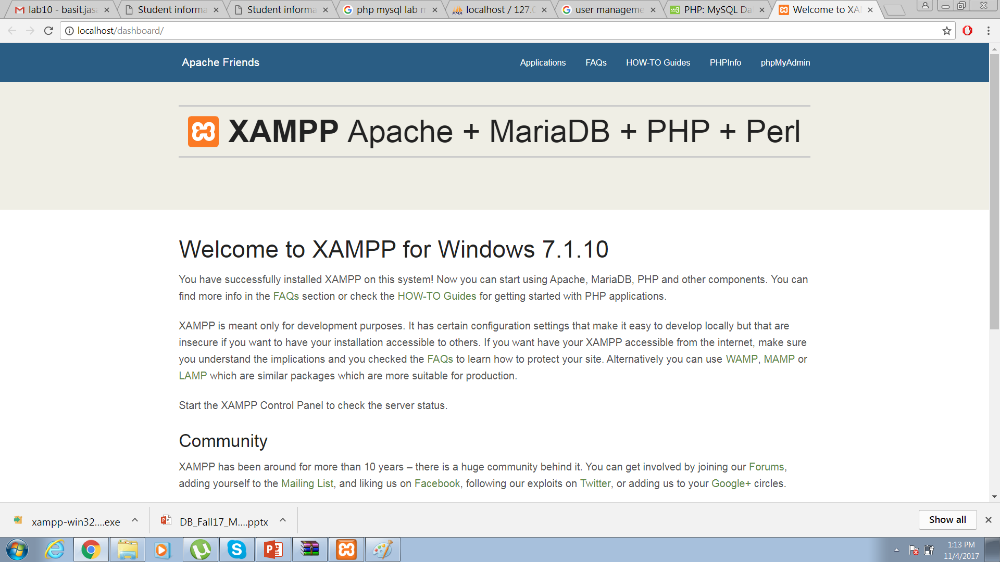 lab10 - basit.jas
Student informa
Student informa
php mysql lab m
localhost / 127.0
user manageme
PHP: MySQL Da
Welcome to XA
localhost/dashboard/
Apache Friends
Applications
FAQs
HOW-TO Guides
PHPInfo
phpMyAdmin
XAMPP Apache + MariaDB + PHP + Perl
Welcome to XAMPP for Windows 7.1.10
You have successfully installed XAMPP on this system! Now you can start using Apache, MariaDB, PHP and other components. You can
find more info in the FAQs section or check the HOW-TO Guides for getting started with PHP applications.
XAMPP is meant only for development purposes. It has certain configuration settings that make it easy to develop locally but that are
insecure if you want to have your installation accessible to others. If you want have your XAMPP accessible from the internet, make sure
you understand the implications and you checked the FAQs to learn how to protect your site. Alternatively you can use WAMP, MAMP or
LAMP which are similar packages which are more suitable for production.
Start the XAMPP Control Panel to check the server status.
Community
XAMPP has been around for more than 10 years – there is a huge community behind it. You can get involved by joining our Forums,
adding yourself to the Mailing List, and liking us on Facebook, following our exploits on Twitter, or adding us to your Google+ circles.
xampp-win32....exe
DB_Fall17_M....pptx
Show all
1:13 PM
11/4/2017